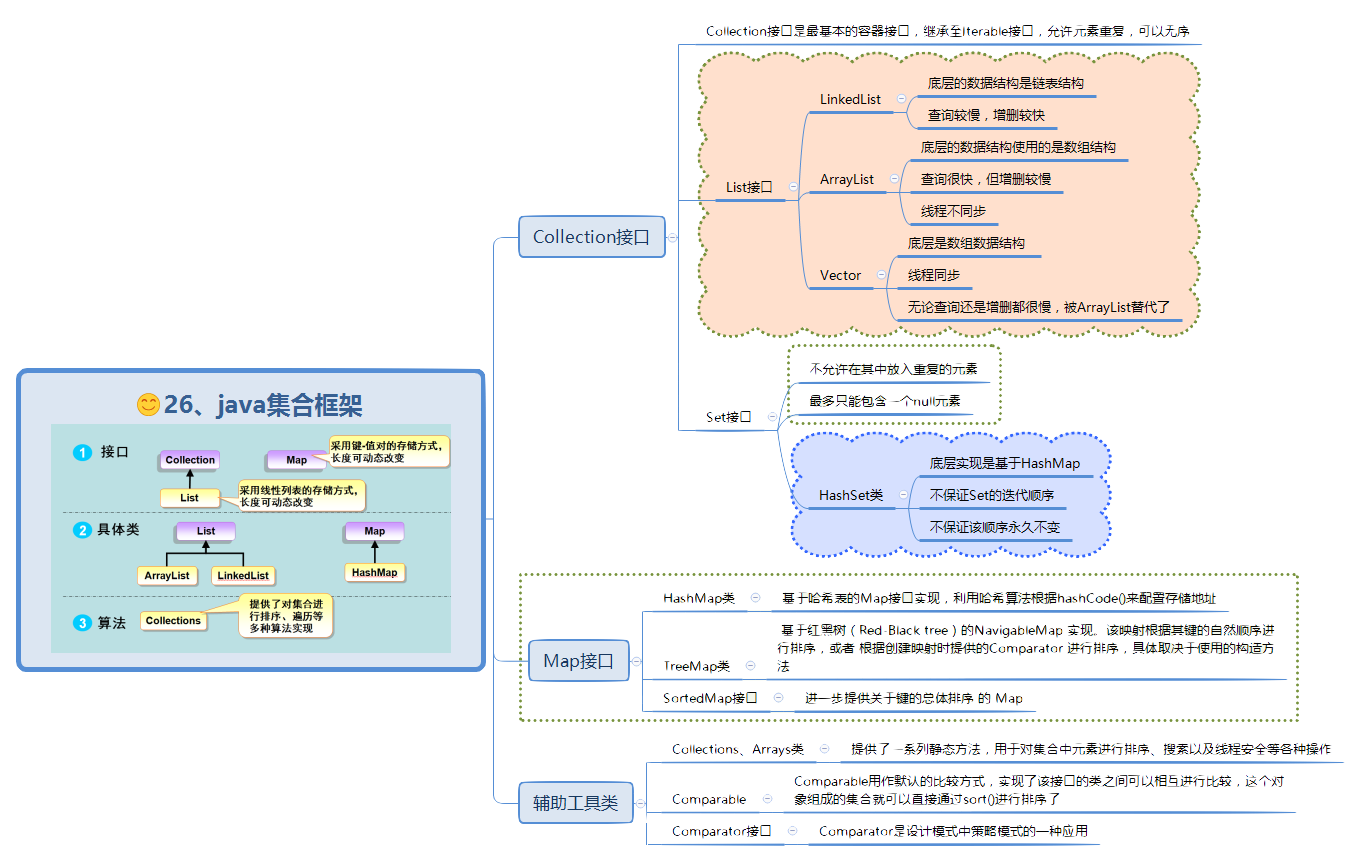 26、java集合框架
1 接口
Collection
Map
采用键-值对的存储方式，
长度可动态改变
List
采用线性列表的存储方式，
长度可动态改变
2 具体类
List
Map
ArrayList
LinkedList
HashMap
3 算法
Collections
提供了对集合进
行排序、遍历等
多种算法实现
Collection接口
Collection接口是最基本的容器接口，继承至Iterable接口，允许元素重复，可以无序
List接口
LinkedList
底层的数据结构是链表结构
查询较慢，增删较快
ArrayList
底层的数据结构使用的是数组结构
查询很快，但增删较慢
线程不同步
Vector
底层是数组数据结构
线程同步
无论查询还是增删都很慢，被ArrayList替代了
Set接口
不允许在其中放入重复的元素
最多只能包含一个null元素
HashSet类
底层实现是基于HashMap
不保证Set的迭代顺序
不保证该顺序永久不变
Map接口
HashMap类
基于哈希表的Map接口实现，利用哈希算法根据hashCode()来配置存储地址
TreeMap类
基于红黑树（Red-Black tree）的NavigableMap 实现。该映射根据其键的自然顺序进
行排序，或者 根据创建映射时提供的Comparator 进行排序，具体取决于使用的构造方
法
SortedMap接口
进一步提供关于键的总体排序 的 Map
辅助工具类
Collections、Arrays类
提供了一系列静态方法，用于对集合中元素进行排序、搜素以及线程安全等各种操作
Comparable
Comparable用作默认的比较方式，实现了该接口的类之间可以相互进行比较，这个对
象组成的集合就可以直接通过sort()进行排序了
Comparator接口
Comparator是设计模式中策略模式的一种应用